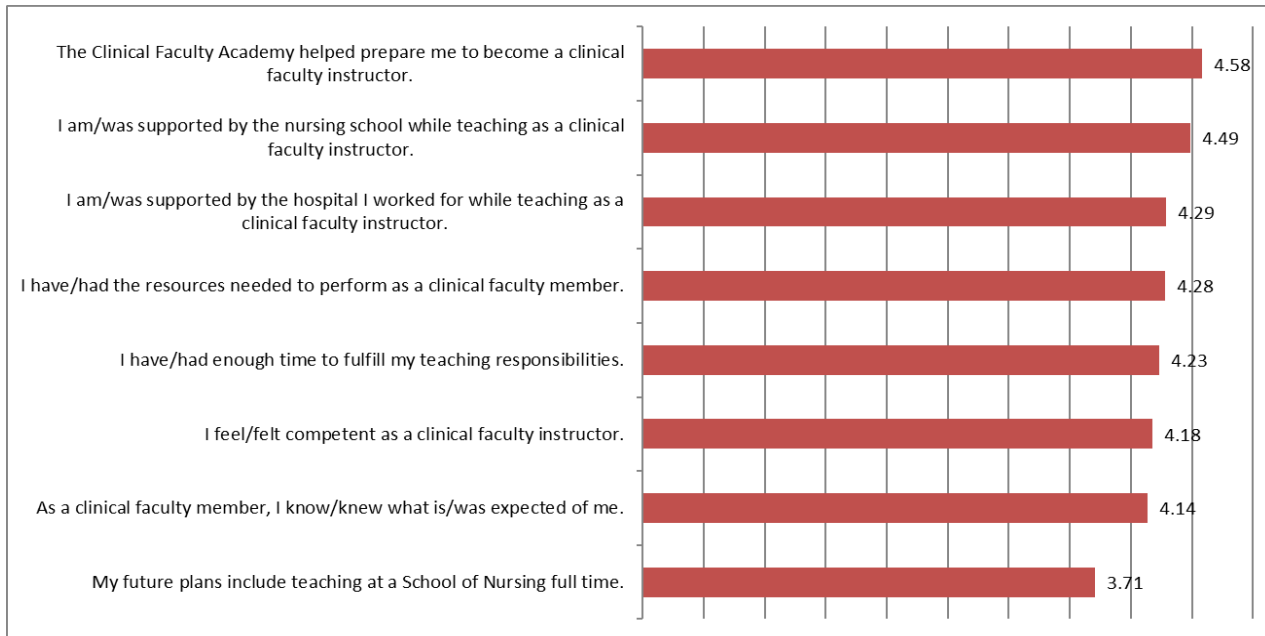 The Clinical Faculty Academy helped prepare me to become a clinical
faculty instructor.
4.58
I am/was supported by the nursing school while teaching as a clinical
faculty instructor.
4.49
I am/was supported by the hospital I worked for while teaching as a
clinical faculty instructor.
4.29
I have/had the resources needed to perform as a clinical faculty member.
4.28
I have/had enough time to fulfill my teaching responsibilities.
4.23
I feel/felt competent as a clinical faculty instructor.
4.18
As a clinical faculty member, I know/knew what is/was expected of me.
4.14
My future plans include teaching at a School of Nursing full time.
3.71